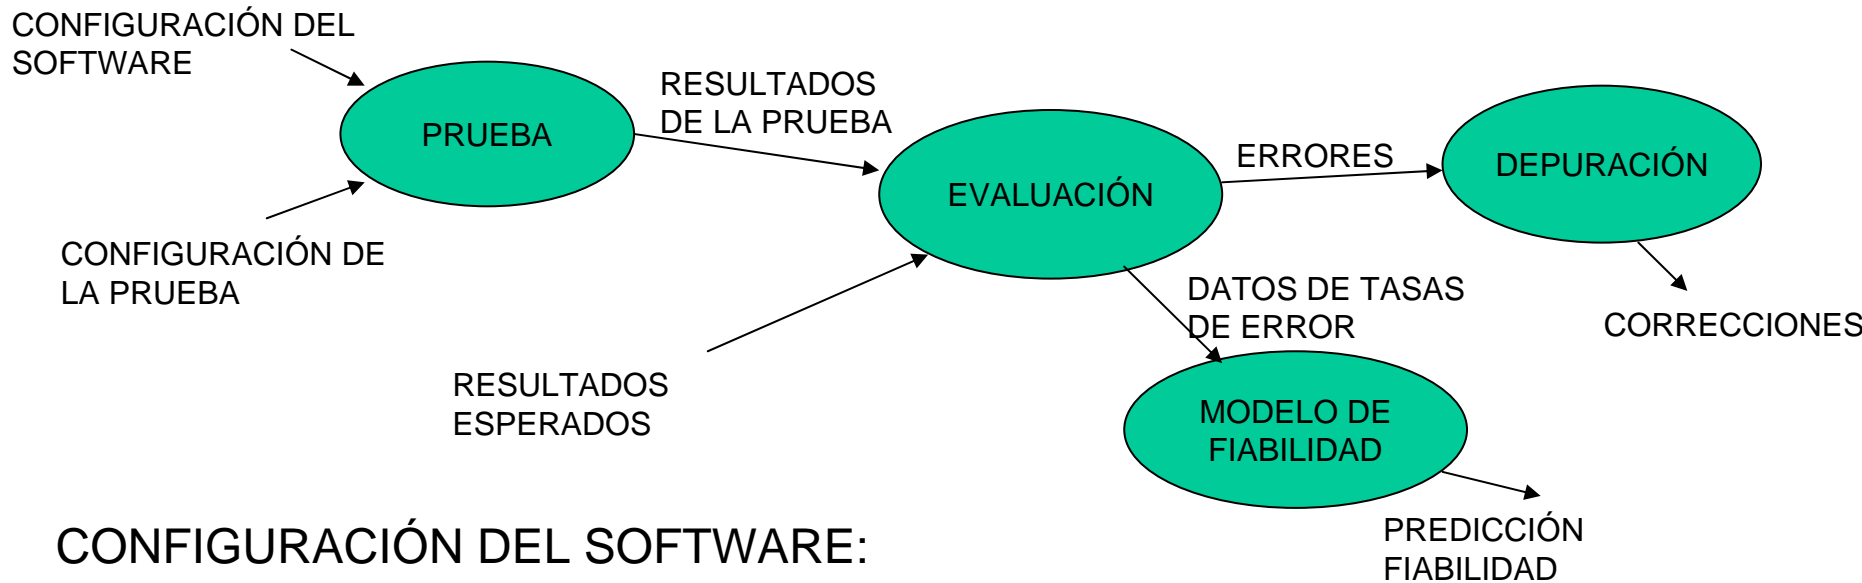 CONFIGURACIÓN DEL
SOFTWARE
PRUEBA
CONFIGURACIÓN DE
LA PRUEBA
RESULTADOS
DE LA PRUEBA
EVALUACIÓN
RESULTADOS
ESPERADOS
ERRORES
DEPURACIÓN
CORRECCIONES
DATOS DE TASAS
DE ERROR
MODELO DE
FIABILIDAD
PREDICCIÓN
FIABILIDAD
CONFIGURACIÓN DEL SOFTWARE: